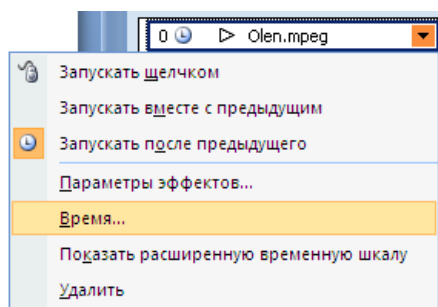 0 Olen.mpeg
Запускать щелчком
Запускать вместе с предыдущим
Запускать после предыдущего
Параметры эффектов...
Время...
Показать расширенную временную шкалу
Удалить